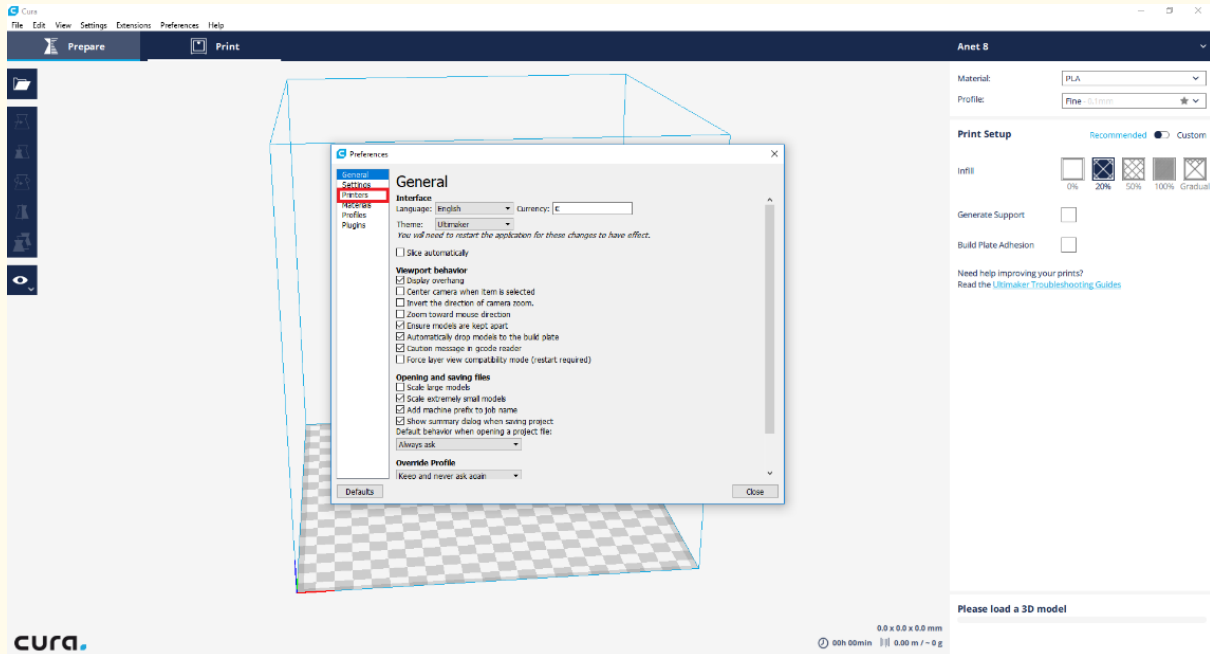 Cura
File Edit View Settings Extensions Preferences Help
Prepare
Print
Anet 8
Material: PLA
Profile: Fine - 0.1mm
Print Setup Recommended Custom
Infill
0% 20% 50% 100% Gradual
Generate Support
Build Plate Adhesion
Need help improving your prints?
Read the Ultimaker Troubleshooting Guides
Preferences
General
Settings
Printers
Materials
Profiles
Plugins
General
Interface
Language: English Currency: €
Theme: Ultimaker
You will need to restart the application for these changes to have effect.
Slice automatically
Viewport behavior
Display overhang
Center camera when item is selected
Invert the direction of camera zoom.
Zoom toward mouse direction
Ensure models are kept apart
Automatically drop models to the build plate
Caution message in gcode reader
Force layer view compatibility mode (restart required)
Opening and saving files
Scale large models
Scale extremely small models
Add machine prefix to job name
Show summary dialog when saving project
Default behavior when opening a project file:
Always ask
Override Profile
Keep and never ask again
Defaults
Close
Please load a 3D model
0.0 x 0.0 x 0.0 mm
00h 00min 0.00 m / ~ 0 g
cura.